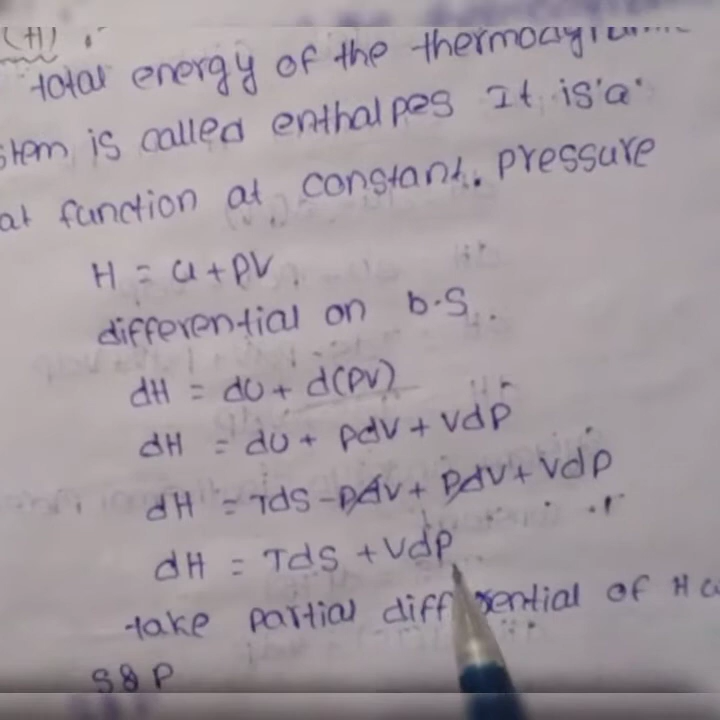 (H) :
total energy of the thermodynamic
stem is called enthalpes It is 'a'
at function at constant. pressure
H = U + PV
differential on b.s.
dH = dU + d(PV)
dH = dU + PdV + VdP
dH = TdS - PdV + PdV + VdP
dH = TdS + VdP
take partial differential of H
S & P